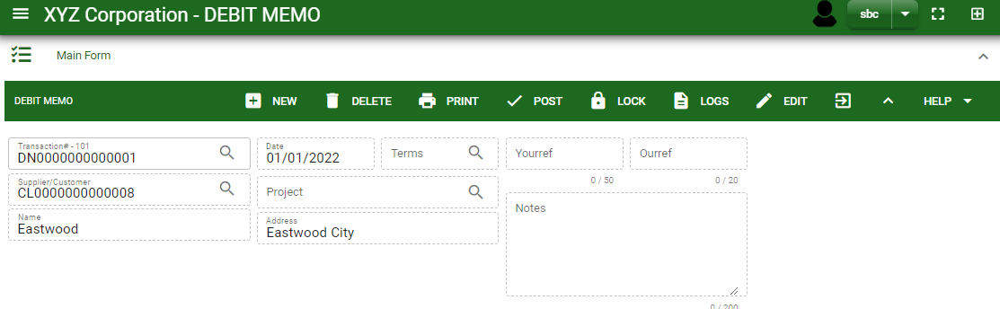 XYZ Corporation - DEBIT MEMO
sbc
Main Form
DEBIT MEMO NEW DELETE PRINT POST LOCK LOGS EDIT HELP
Transaction# - 101
DN0000000000001
Date
01/01/2022
Terms
Yourref
Ourref
0 / 50
0 / 20
Supplier/Customer
CL0000000000008
Project
Notes
Name
Eastwood
Address
Eastwood City
0 / 200